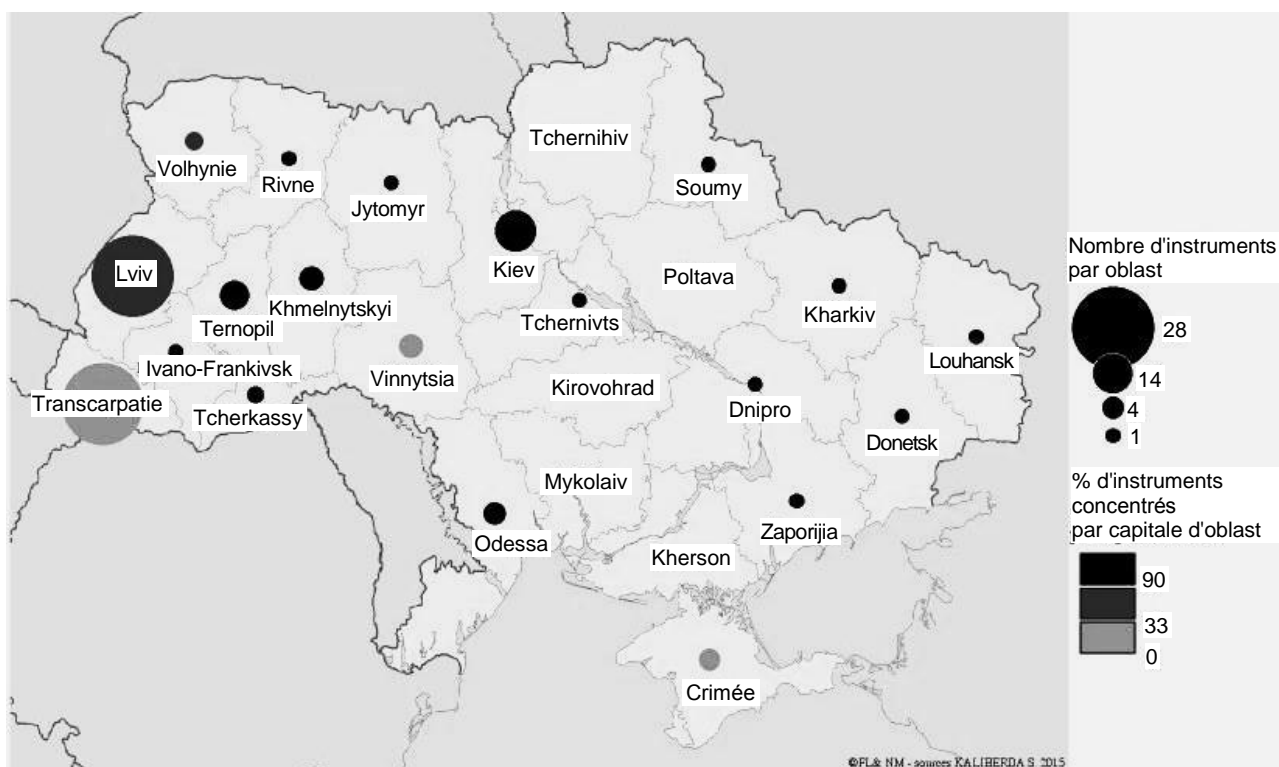 Tchernihiv
Volhynie
Rivne
Soumy
Jytomyr
Kiev
Lviv
Poltava
Khmelnytskyi
Ternopil
Tchernivts
Kharkiv
Louhansk
Ivano-Frankivsk
Vinnytsia
Kirovohrad
Transcarpatie
Tcherkassy
Dnipro
Donetsk
Mykolaiv
Odessa
Zaporijia
Kherson
Crimée
Nombre d'instruments
par oblast
28
14
4
1
% d'instruments
concentrés
par capitale d'oblast
90
33
0
©FL& NM - sources KALIBERDA S. 2015